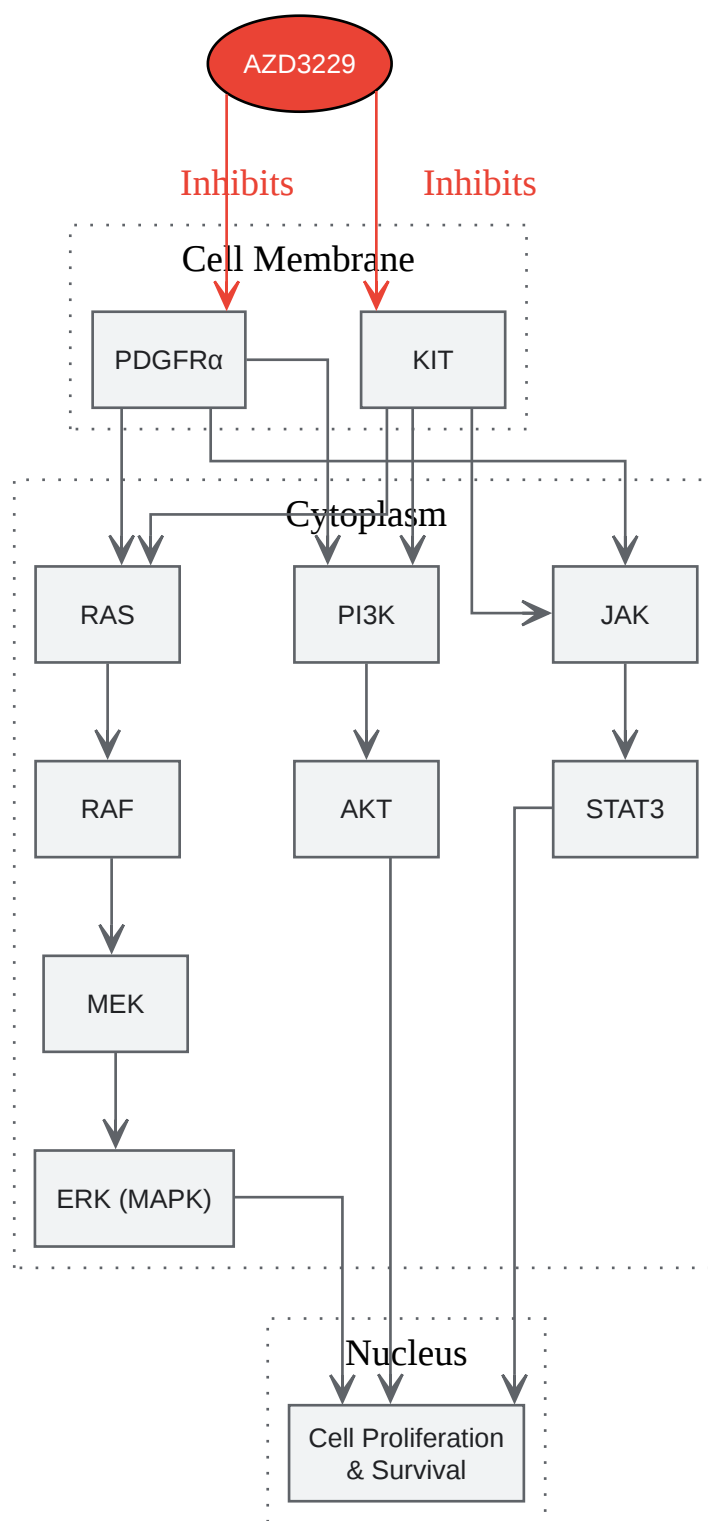 AZD3229
Inhibits
Inhibits
Cell Membrane
PDGFRα
KIT
Cytoplasm
RAS
PI3K
JAK
RAF
AKT
STAT3
MEK
ERK (MAPK)
Nucleus
Cell Proliferation
& Survival